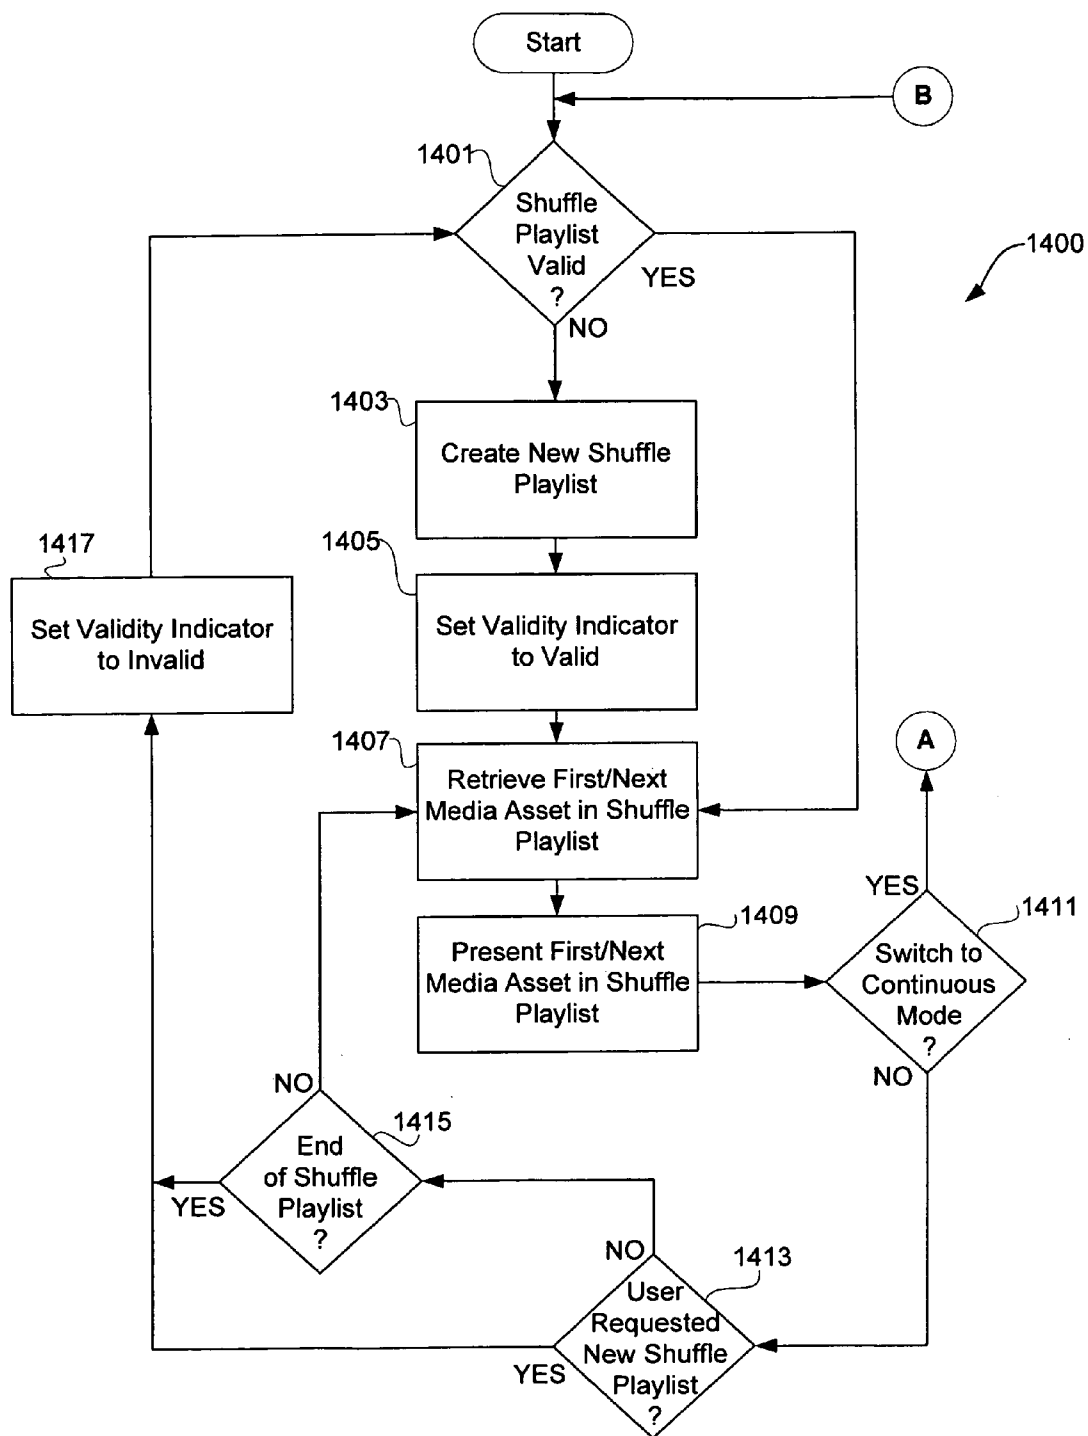 Start
B
1401
Shuffle
Playlist
Valid
?
YES
1400
NO
1403
Create New Shuffle
Playlist
1417
1405
Set Validity Indicator
to Invalid
Set Validity Indicator
to Valid
1407
A
Retrieve First/Next
Media Asset in Shuffle
Playlist
YES
1411
1409
Present First/Next
Media Asset in Shuffle
Playlist
Switch to
Continuous
Mode
?
NO
NO
1415
End
of Shuffle
Playlist
?
YES
NO
1413
User
Requested
New Shuffle
Playlist
?
YES